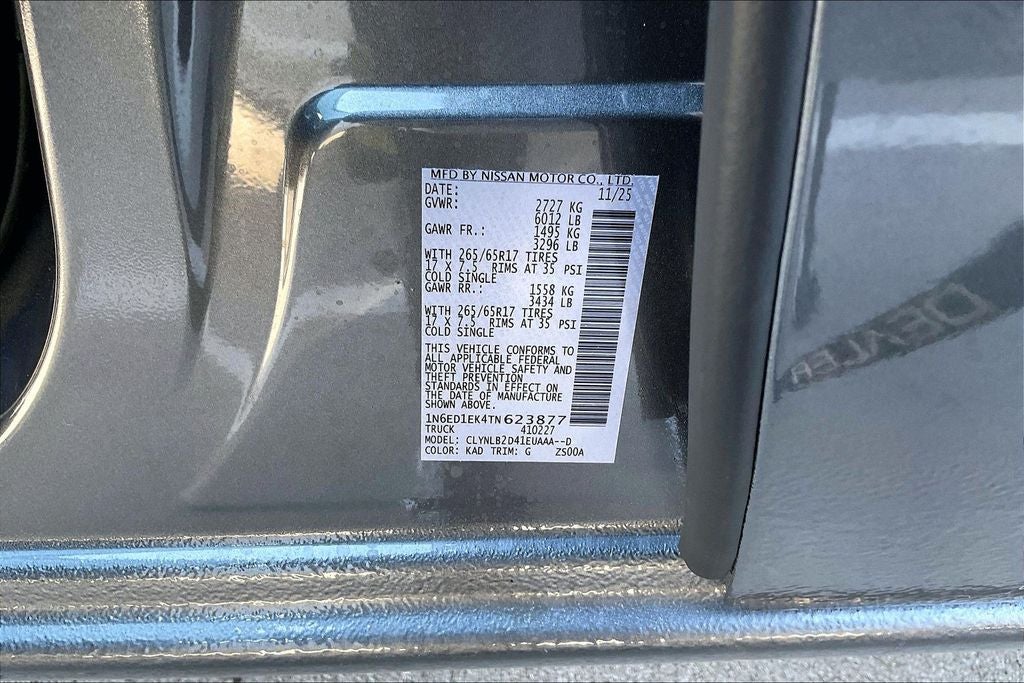 MFD BY NISSAN MOTOR CO., LTD.
DATE: 11/25
GVWR: 2727 KG
6012 LB
GAWR FR.: 1495 KG
3296 LB
WITH 265/65R17 TIRES
17 X 7.5 RIMS AT 35 PSI
COLD SINGLE
GAWR RR.: 1558 KG
3434 LB
WITH 265/65R17 TIRES
17 X 7.5 RIMS AT 35 PSI
COLD SINGLE
THIS VEHICLE CONFORMS TO
ALL APPLICABLE FEDERAL
MOTOR VEHICLE SAFETY AND
THEFT PREVENTION
STANDARDS IN EFFECT ON
THE DATE OF MANUFACTURE
SHOWN ABOVE.
1N6ED1EK4TN623877
TRUCK 410227
MODEL: CLYNLB2D41EUAAA--D
COLOR: KAD TRIM: G ZS00A
DEALER